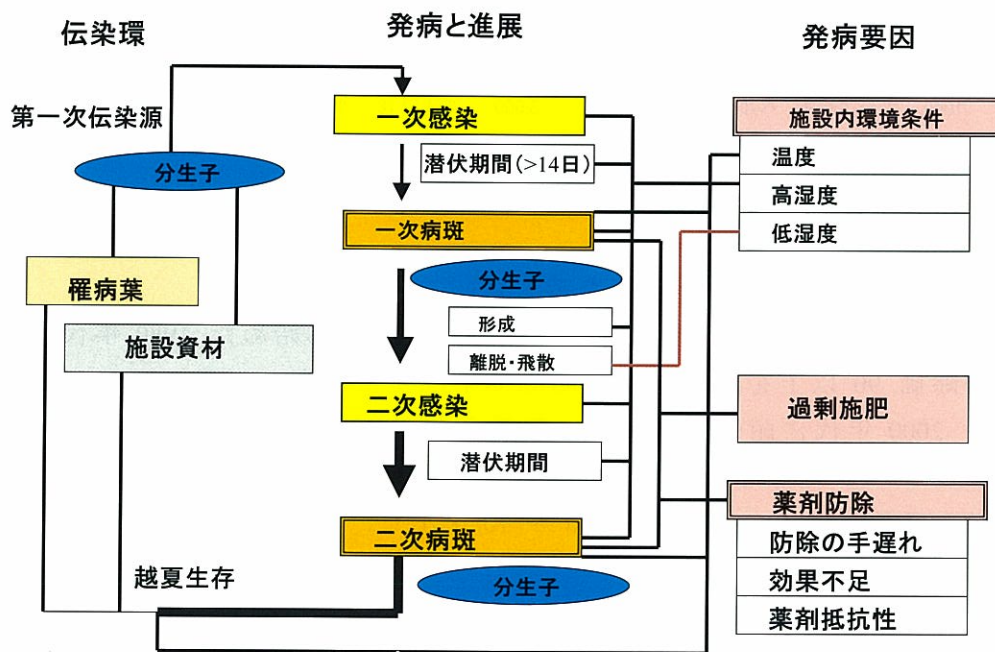 伝染環
発病と進展
発病要因
第一次伝染源
分生子
罹病葉
施設資材
越夏生存
一次感染
潜伏期間(>14日)
一次病斑
分生子
形成
離脱・飛散
二次感染
潜伏期間
二次病斑
分生子
施設内環境条件
温度
高湿度
低湿度
過剰施肥
薬剤防除
防除の手遅れ
効果不足
薬剤抵抗性